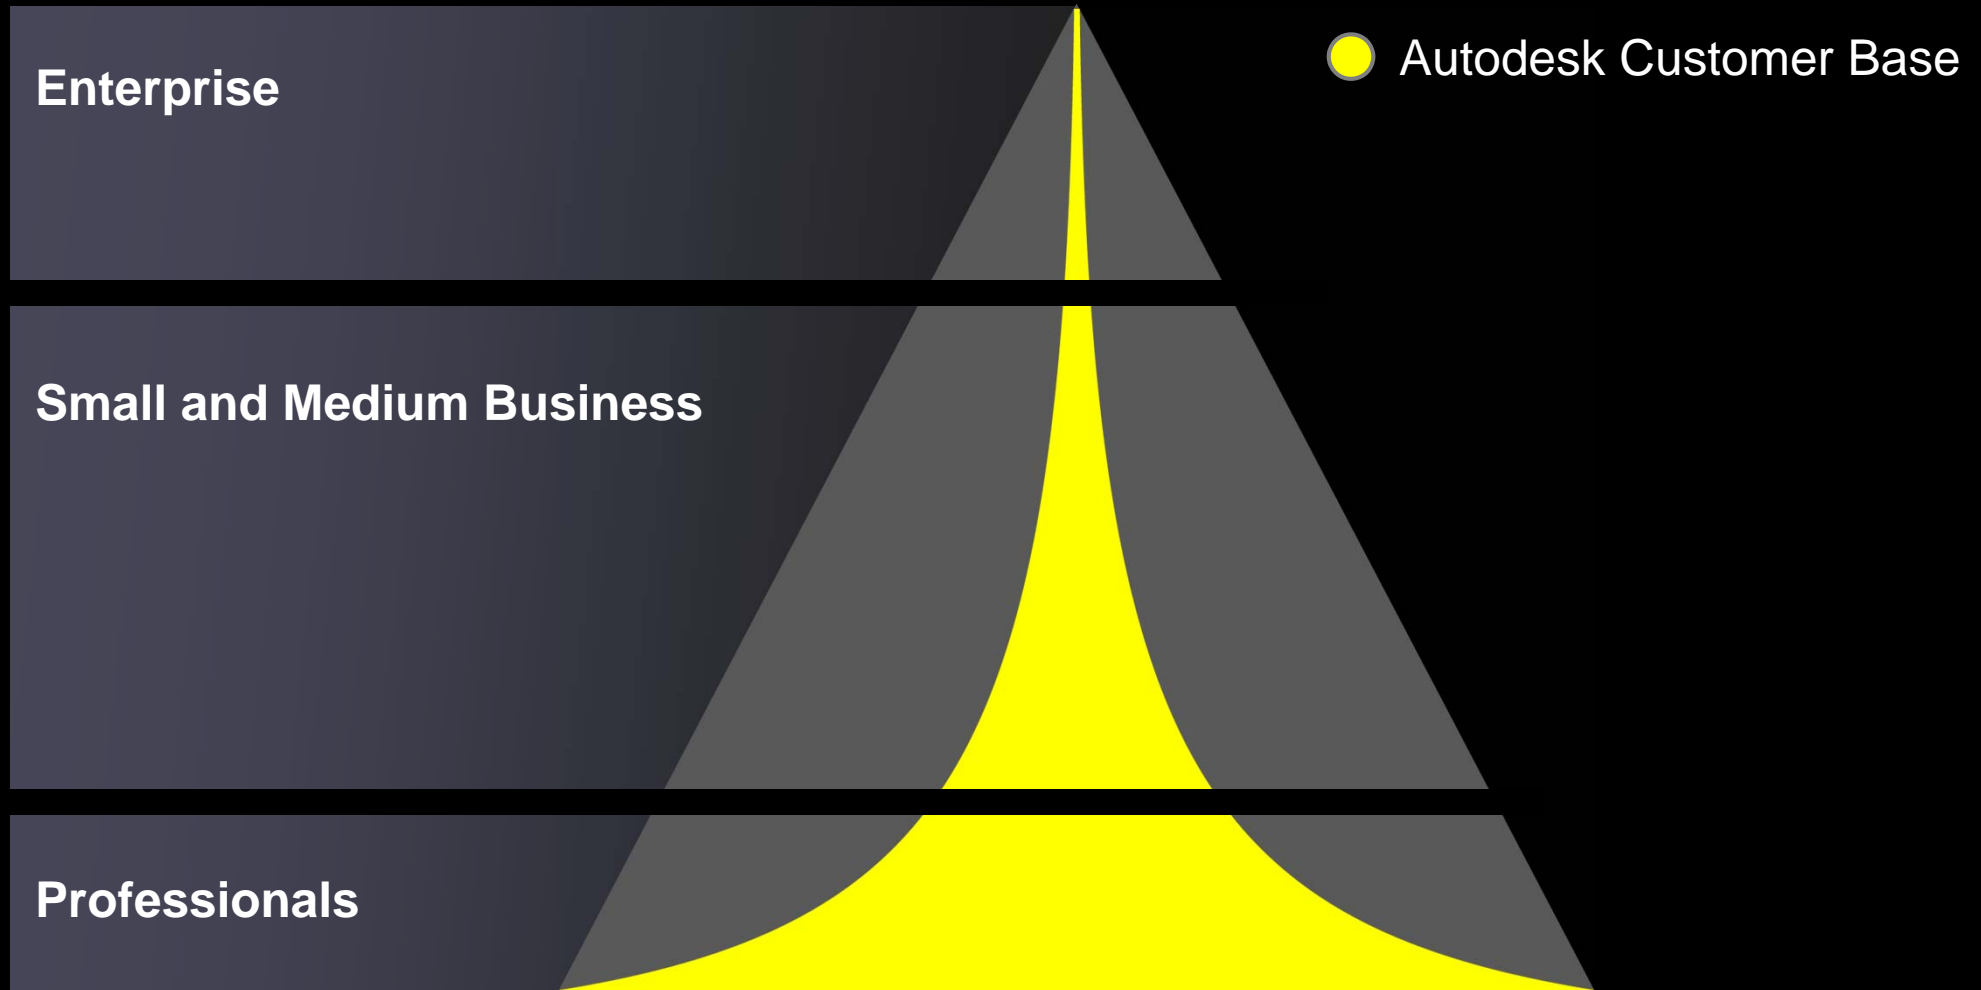 Enterprise
Autodesk Customer Base
Small and Medium Business
Professionals